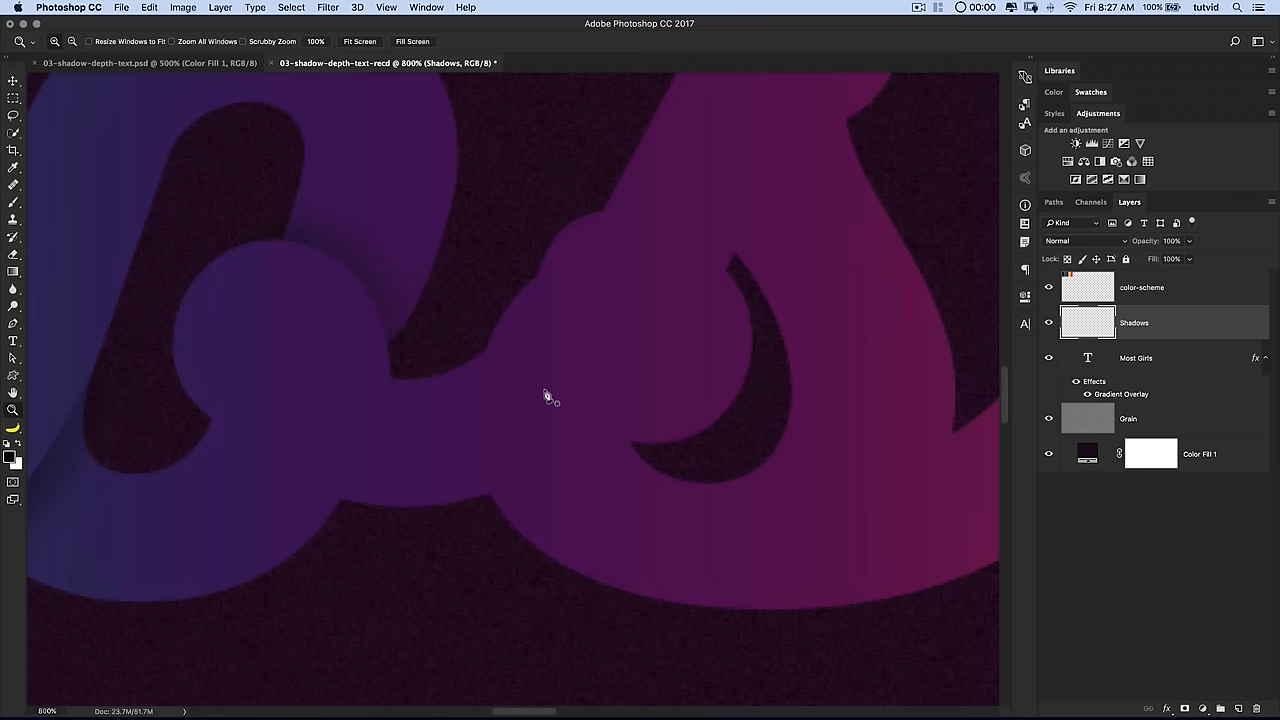 Photoshop CC File Edit Image Layer Type Select Filter 3D View Window Help 00:00 100% Fri 8:27 AM tutvid
Adobe Photoshop CC 2017
Resize Windows to Fit Zoom All Windows Scrubby Zoom 100% Fit Screen Fill Screen
03-shadow-depth-text.psd @ 500% (Color Fill 1, RGB/8) 03-shadow-depth-text-recd @ 800% (Shadows, RGB/8) *
Libraries
Color Swatches
Styles Adjustments
Add an adjustment
Paths Channels Layers
Kind
Normal Opacity: 100%
Lock: Fill: 100%
color-scheme
Shadows
T Most Girls fx
Effects
Gradient Overlay
Grain
Color Fill 1
800% Doc: 23.7M/51.7M fx